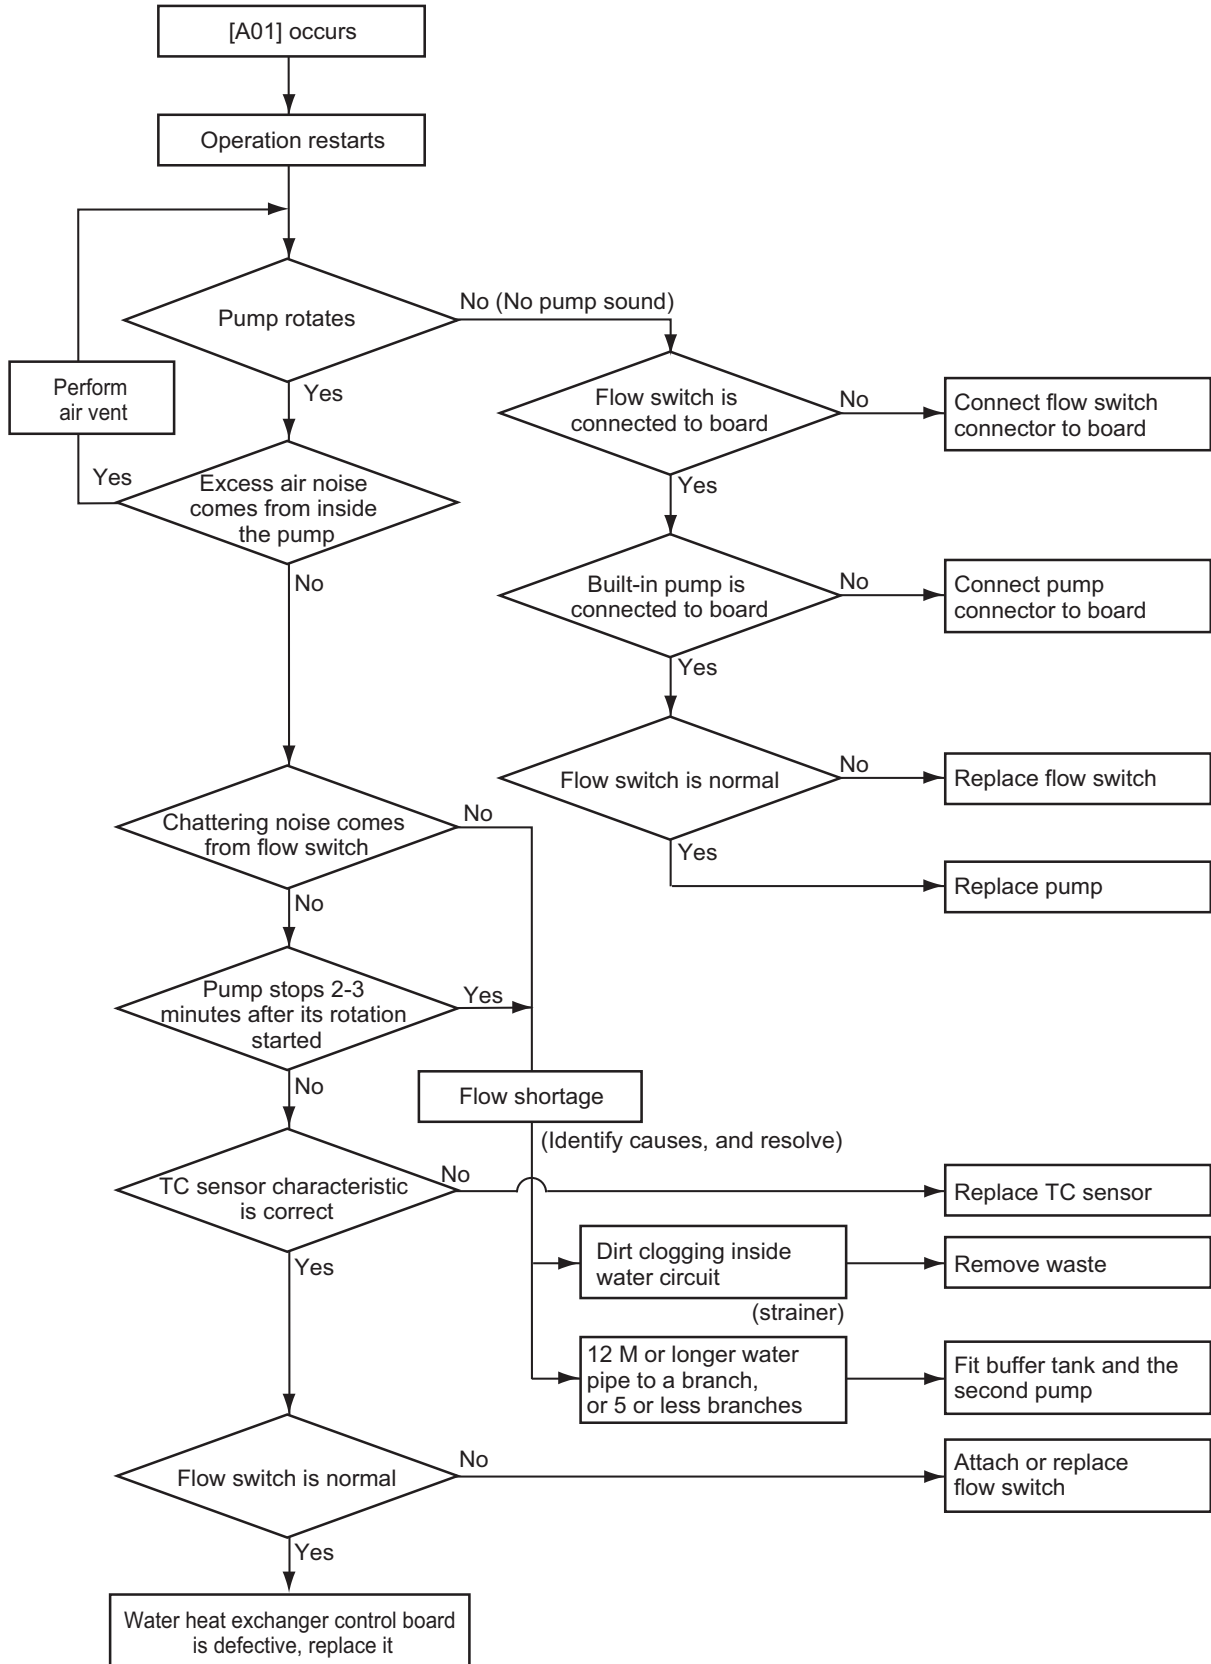 [A01] occurs
Operation restarts
Pump rotates
No (No pump sound)
Yes
Perform
air vent
Yes
Excess air noise
comes from inside
the pump
No
Flow switch is
connected to board
No
Connect flow switch
connector to board
Yes
Built-in pump is
connected to board
No
Connect pump
connector to board
Yes
Flow switch is normal
No
Replace flow switch
Yes
Replace pump
Chattering noise comes
from flow switch
No
No
Pump stops 2-3
minutes after its rotation
started
Yes
No
Flow shortage
(Identify causes, and resolve)
TC sensor characteristic
is correct
No
Replace TC sensor
Yes
Dirt clogging inside
water circuit
(strainer)
Remove waste
12 M or longer water
pipe to a branch,
or 5 or less branches
Fit buffer tank and the
second pump
Flow switch is normal
No
Attach or replace
flow switch
Yes
Water heat exchanger control board
is defective, replace it